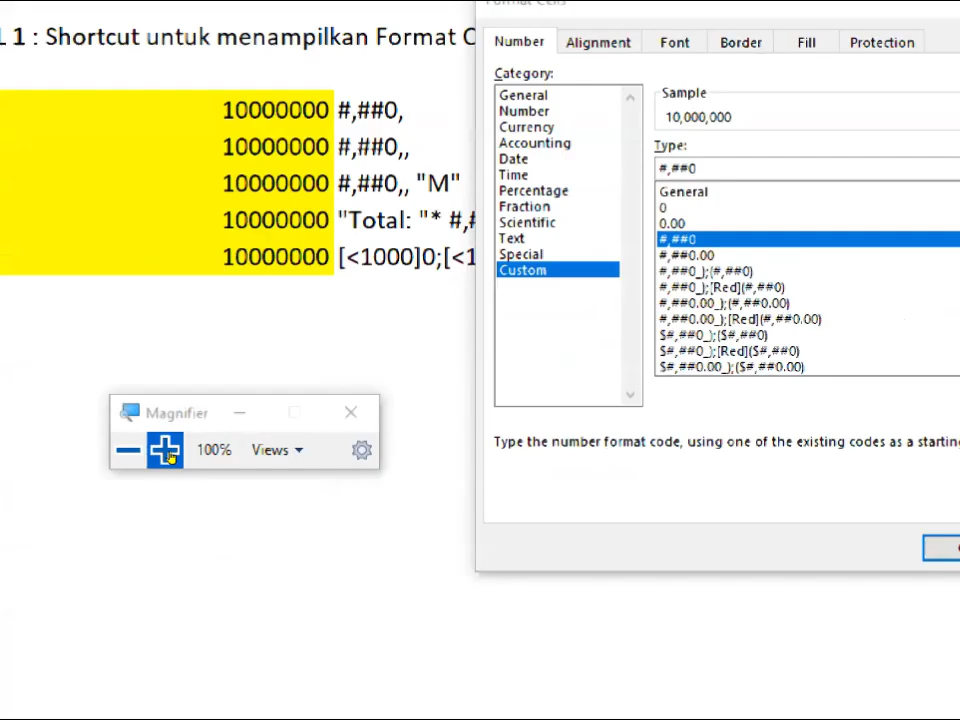 1 : Shortcut untuk menampilkan Format C
10000000 #,##0,
10000000 #,##0,,
10000000 #,##0,, "M"
10000000 "Total: "* #,#
10000000 [<1000]0;[<1
Format Cells
Number Alignment Font Border Fill Protection
Category:
General
Number
Currency
Accounting
Date
Time
Percentage
Fraction
Scientific
Text
Special
Custom
Sample
10,000,000
Type:
#,##0
General
0
0.00
#,##0
#,##0.00
#,##0_);(#,##0)
#,##0_);[Red](#,##0)
#,##0.00_);(#,##0.00)
#,##0.00_);[Red](#,##0.00)
$#,##0_);($#,##0)
$#,##0_);[Red]($#,##0)
$#,##0.00_);($#,##0.00)
Type the number format code, using one of the existing codes as a starting
Magnifier
100% Views